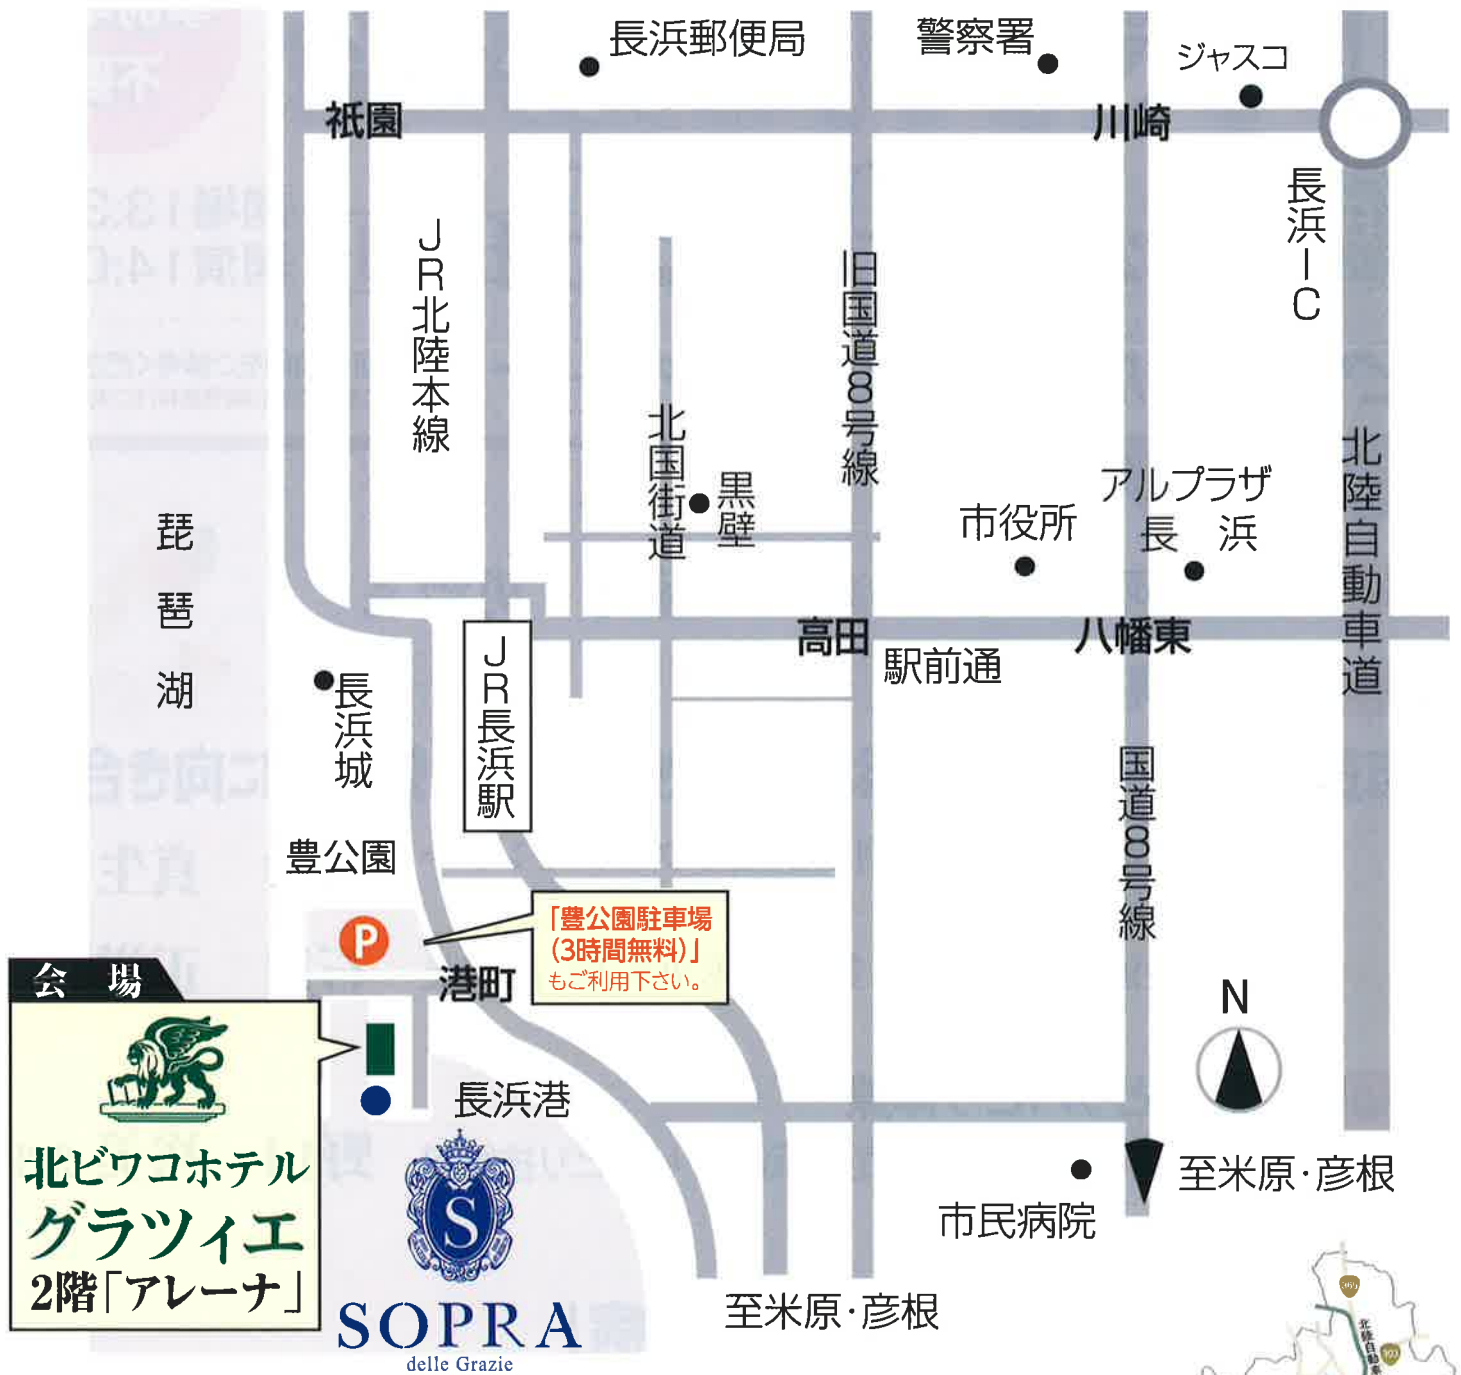 長浜郵便局
警察署
ジャスコ
祇園
川崎
長浜IC
JR北陸本線
旧国道8号線
北国街道
黒壁
市役所
アルプラザ
長浜
北陸自動車道
琵琶湖
高田
八幡東
駅前通
JR長浜駅
長浜城
国道8号線
豊公園
P
「豊公園駐車場
(3時間無料)」
もご利用下さい。
港町
会場
N
長浜港
北ビワコホテル
グラツィエ
2階「アレーナ」
S
SOPRA
delle Grazie
市民病院
至米原・彦根
至米原・彦根
365
北陸自動車
303